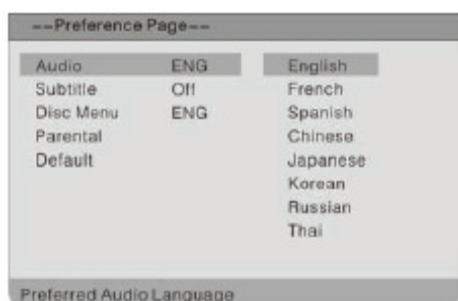 --Preference Page--
Audio ENG English
Subtitle Off French
Disc Menu ENG Spanish
Parental Chinese
Default Japanese
Korean
Russian
Thai
Preferred Audio Language